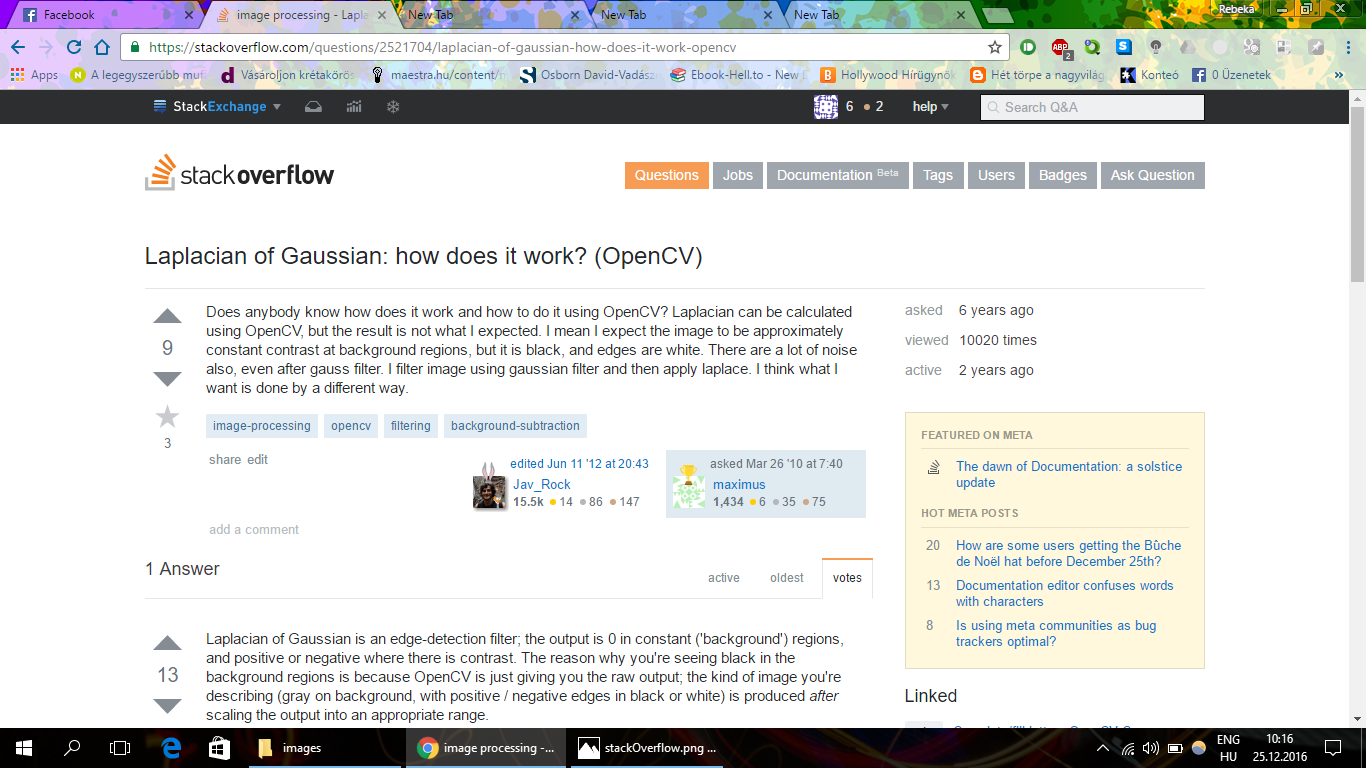 Facebook
image processing - Lapla
New Tab
New Tab
New Tab
Rebeka
https://stackoverflow.com/questions/2521704/laplacian-of-gaussian-how-does-it-work-opencv
ABP
2
Apps
A legegyszerűbb muf
Vásároljon krétakörös
maestra.hu/content/m
Osborn David-Vadász
Ebook-Hell.to - New
Hollywood Hírügynök
Hét törpe a nagyvilág
Konteó
0 Üzenetek
»
StackExchange
6
2
help
Search Q&A
stackoverflow
Questions
Jobs
Documentation Beta
Tags
Users
Badges
Ask Question
Laplacian of Gaussian: how does it work? (OpenCV)
9
3
Does anybody know how does it work and how to do it using OpenCV? Laplacian can be calculated
using OpenCV, but the result is not what I expected. I mean I expect the image to be approximately
constant contrast at background regions, but it is black, and edges are white. There are a lot of noise
also, even after gauss filter. I filter image using gaussian filter and then apply laplace. I think what I
want is done by a different way.
image-processing
opencv
filtering
background-subtraction
share edit
edited Jun 11 '12 at 20:43
Jav_Rock
15.5k 14 86 147
asked Mar 26 '10 at 7:40
maximus
1,434 6 35 75
add a comment
asked 6 years ago
viewed 10020 times
active 2 years ago
FEATURED ON META
The dawn of Documentation: a solstice
update
HOT META POSTS
20 How are some users getting the Bûche
de Noël hat before December 25th?
13 Documentation editor confuses words
with characters
8 Is using meta communities as bug
trackers optimal?
Linked
1 Answer
active
oldest
votes
13
Laplacian of Gaussian is an edge-detection filter; the output is 0 in constant ('background') regions,
and positive or negative where there is contrast. The reason why you're seeing black in the
background regions is because OpenCV is just giving you the raw output; the kind of image you're
describing (gray on background, with positive / negative edges in black or white) is produced after
scaling the output into an appropriate range.
images
image processing -...
stackOverflow.png ...
ENG
HU
10:16
25.12.2016